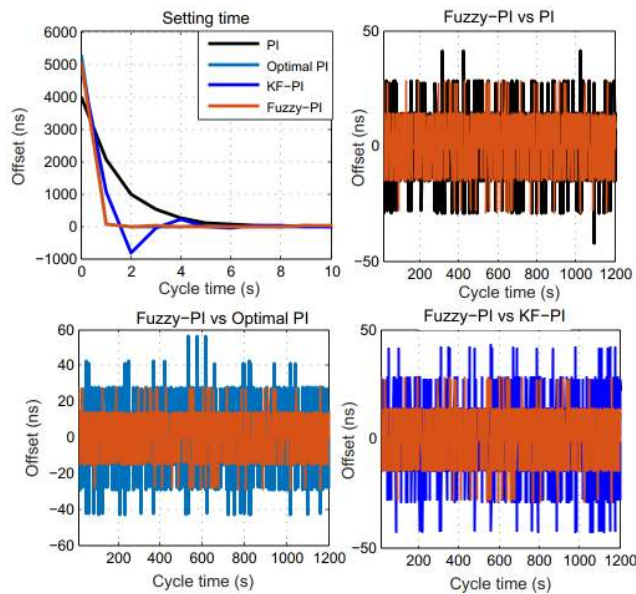 Setting time
6000
5000
4000
3000
2000
1000
0
−1000
Offset (ns)
PI
Optimal PI
KF-PI
Fuzzy-PI
0 2 4 6 8 10
Cycle time (s)
Fuzzy-PI vs PI
50
0
−50
Offset (ns)
200 400 600 800 1000 1200
Cycle time (s)
Fuzzy-PI vs Optimal PI
60
40
20
0
−20
−40
−60
Offset (ns)
200 400 600 800 1000 1200
Cycle time (s)
Fuzzy-PI vs KF-PI
50
0
−50
Offset (ns)
200 400 600 800 1000 1200
Cycle time (s)